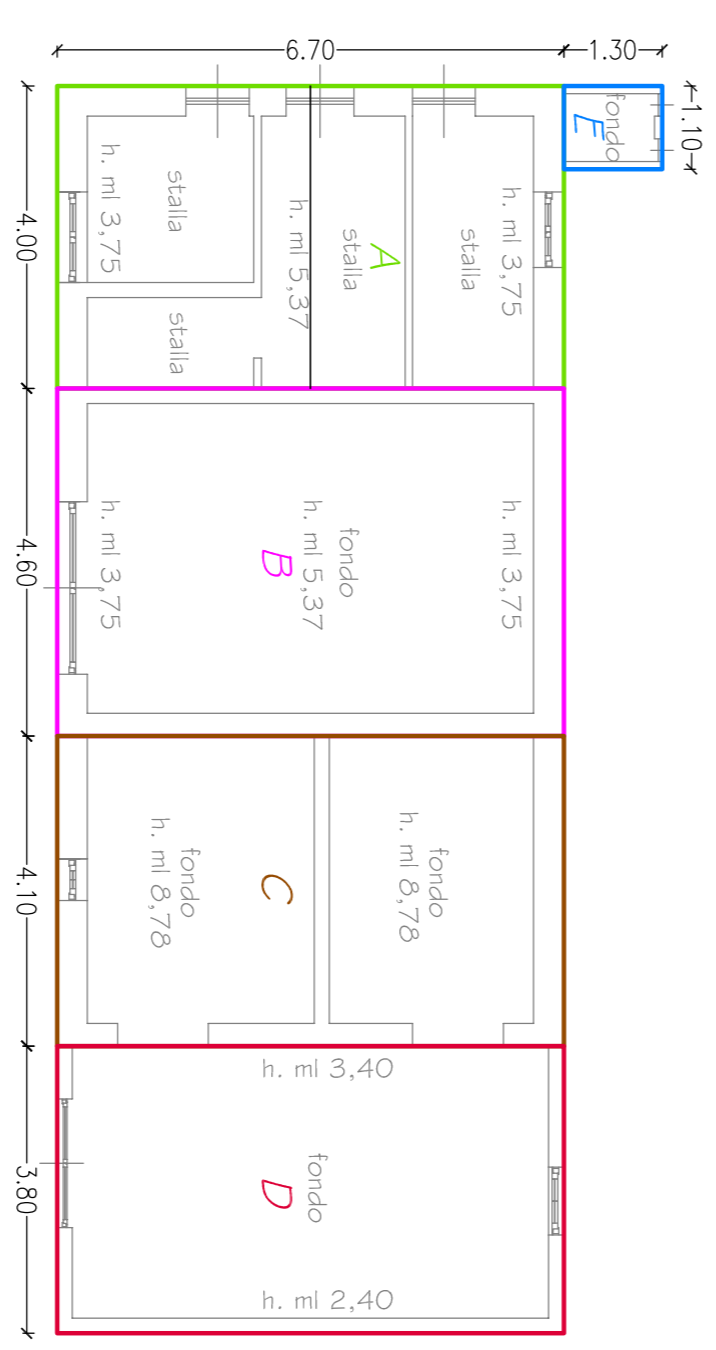 6.70
1.30
1.10
4.00
4.60
4.10
3.80
fondo
E
stalla
h. ml 3,75
h. ml 5,37
stalla
A
stalla
h. ml 3,75
stalla
h. ml 3,75
fondo
h. ml 5,37
B
h. ml 3,75
fondo
h. ml 8,78
C
fondo
h. ml 8,78
h. ml 3,40
fondo
D
h. ml 2,40